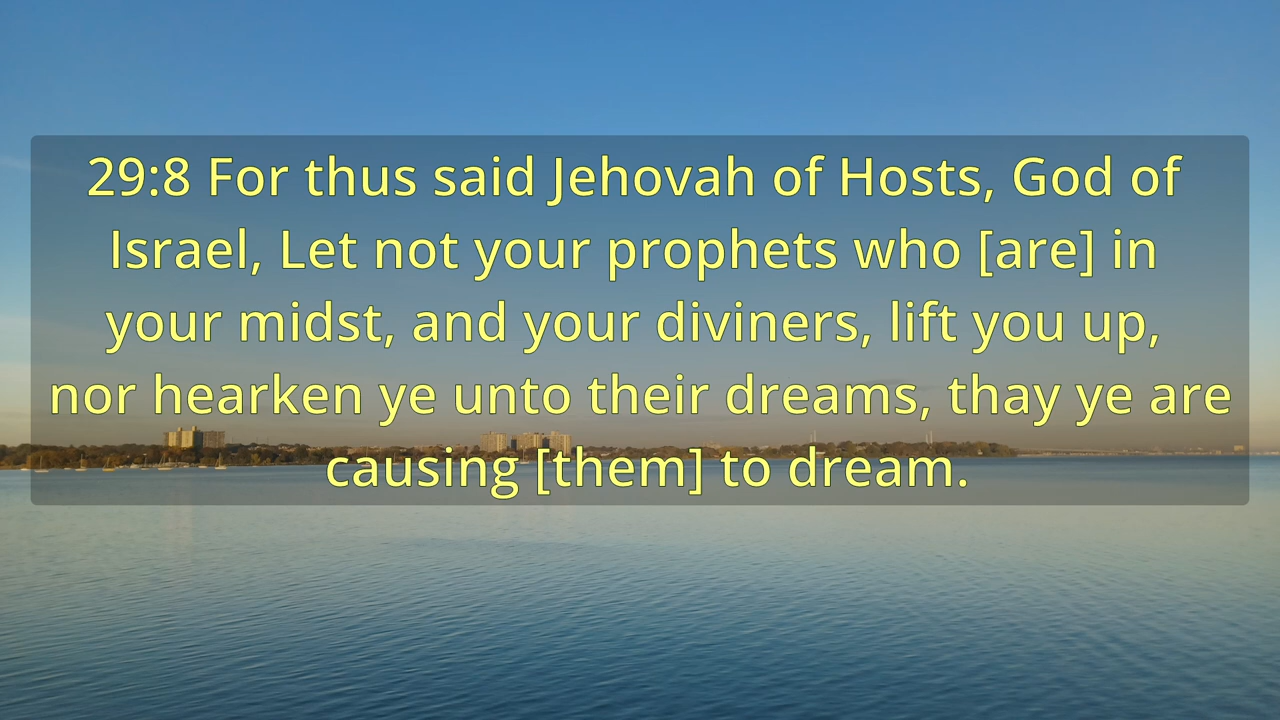 29:8 For thus said Jehovah of Hosts, God of
Israel, Let not your prophets who [are] in
your midst, and your diviners, lift you up,
nor hearken ye unto their dreams, thay ye are
causing [them] to dream.